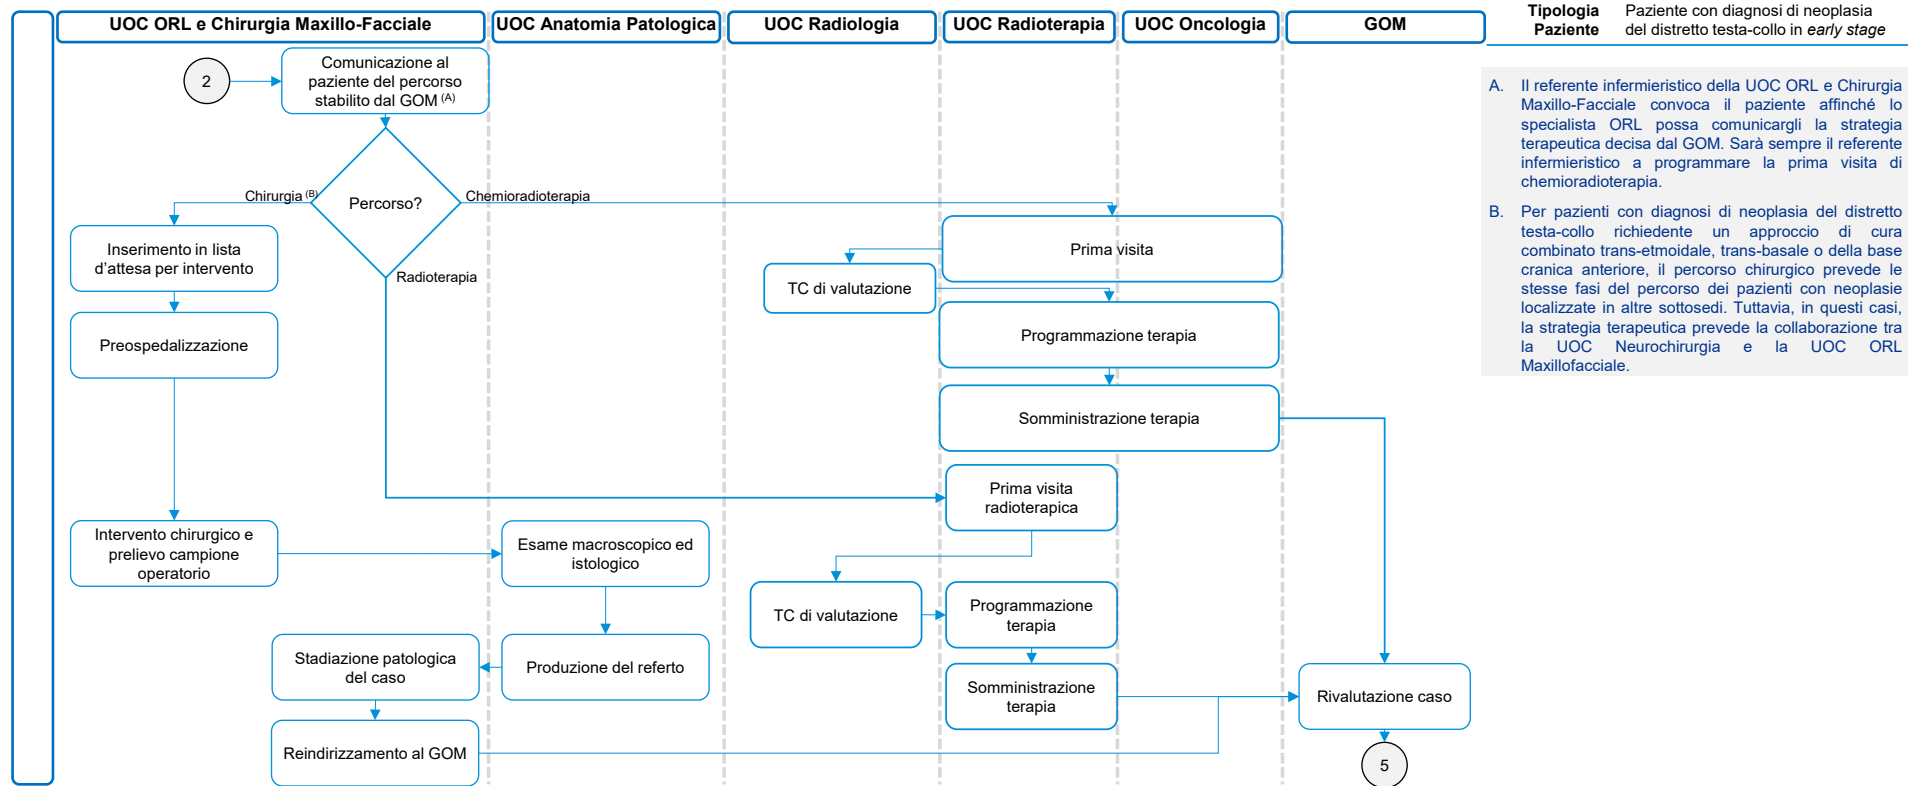 UOC ORL e Chirurgia Maxillo-Facciale
UOC Anatomia Patologica
UOC Radiologia
UOC Radioterapia
UOC Oncologia
GOM
Tipologia
Paziente
Paziente con diagnosi di neoplasia
del distretto testa-collo in early stage
2
Comunicazione al
paziente del percorso
stabilito dal GOM (A)
Percorso?
Chirurgia (B)
Chemioradioterapia
Radioterapia
Inserimento in lista
d'attesa per intervento
Preospedalizzazione
Intervento chirurgico e
prelievo campione
operatorio
Esame macroscopico ed
istologico
Produzione del referto
Stadiazione patologica
del caso
Reindirizzamento al GOM
Prima visita
TC di valutazione
Programmazione terapia
Somministrazione terapia
Prima visita
radioterapica
TC di valutazione
Programmazione
terapia
Somministrazione
terapia
Rivalutazione caso
5
A. Il referente infermieristico della UOC ORL e Chirurgia
Maxillo-Facciale convoca il paziente affinché lo
specialista ORL possa comunicargli la strategia
terapeutica decisa dal GOM. Sarà sempre il referente
infermieristico a programmare la prima visita di
chemioradioterapia.
B. Per pazienti con diagnosi di neoplasia del distretto
testa-collo richiedente un approccio di cura
combinato trans-etmoidale, trans-basale o della base
cranica anteriore, il percorso chirurgico prevede le
stesse fasi del percorso dei pazienti con neoplasie
localizzate in altre sottosedi. Tuttavia, in questi casi,
la strategia terapeutica prevede la collaborazione tra
la UOC Neurochirurgia e la UOC ORL
Maxillofacciale.